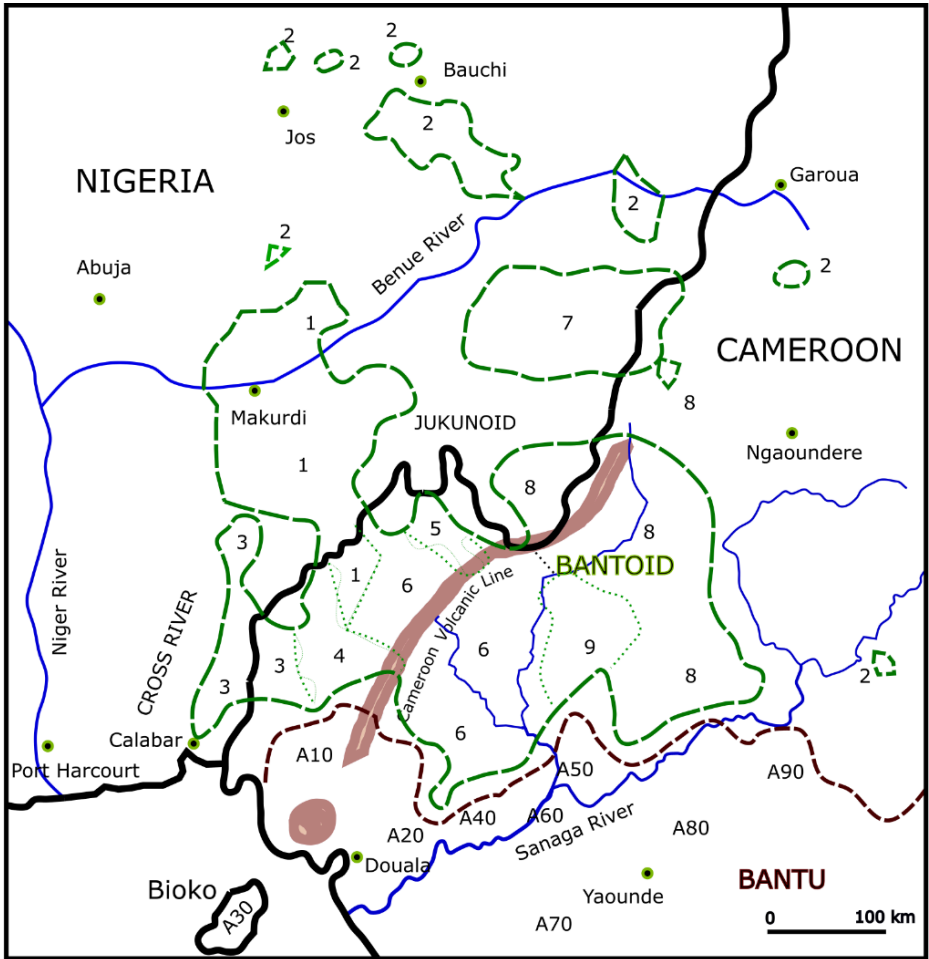 2
2
2
Bauchi
Jos
2
NIGERIA
Garoua
2
2
Benue River
Abuja
2
1
7
CAMEROON
Makurdi
8
JUKUNOID
Ngaoundere
1
8
5
8
3
BANTOID
1
6
Cameroon Volcanic Line
Niger River
CROSS RIVER
4
3
6
9
8
2
3
6
Calabar
A10
Port Harcourt
A50
A90
A40
A60
A20
Sanaga River
A80
Douala
Yaounde
BANTU
Bioko
A30
A70
0 100 km